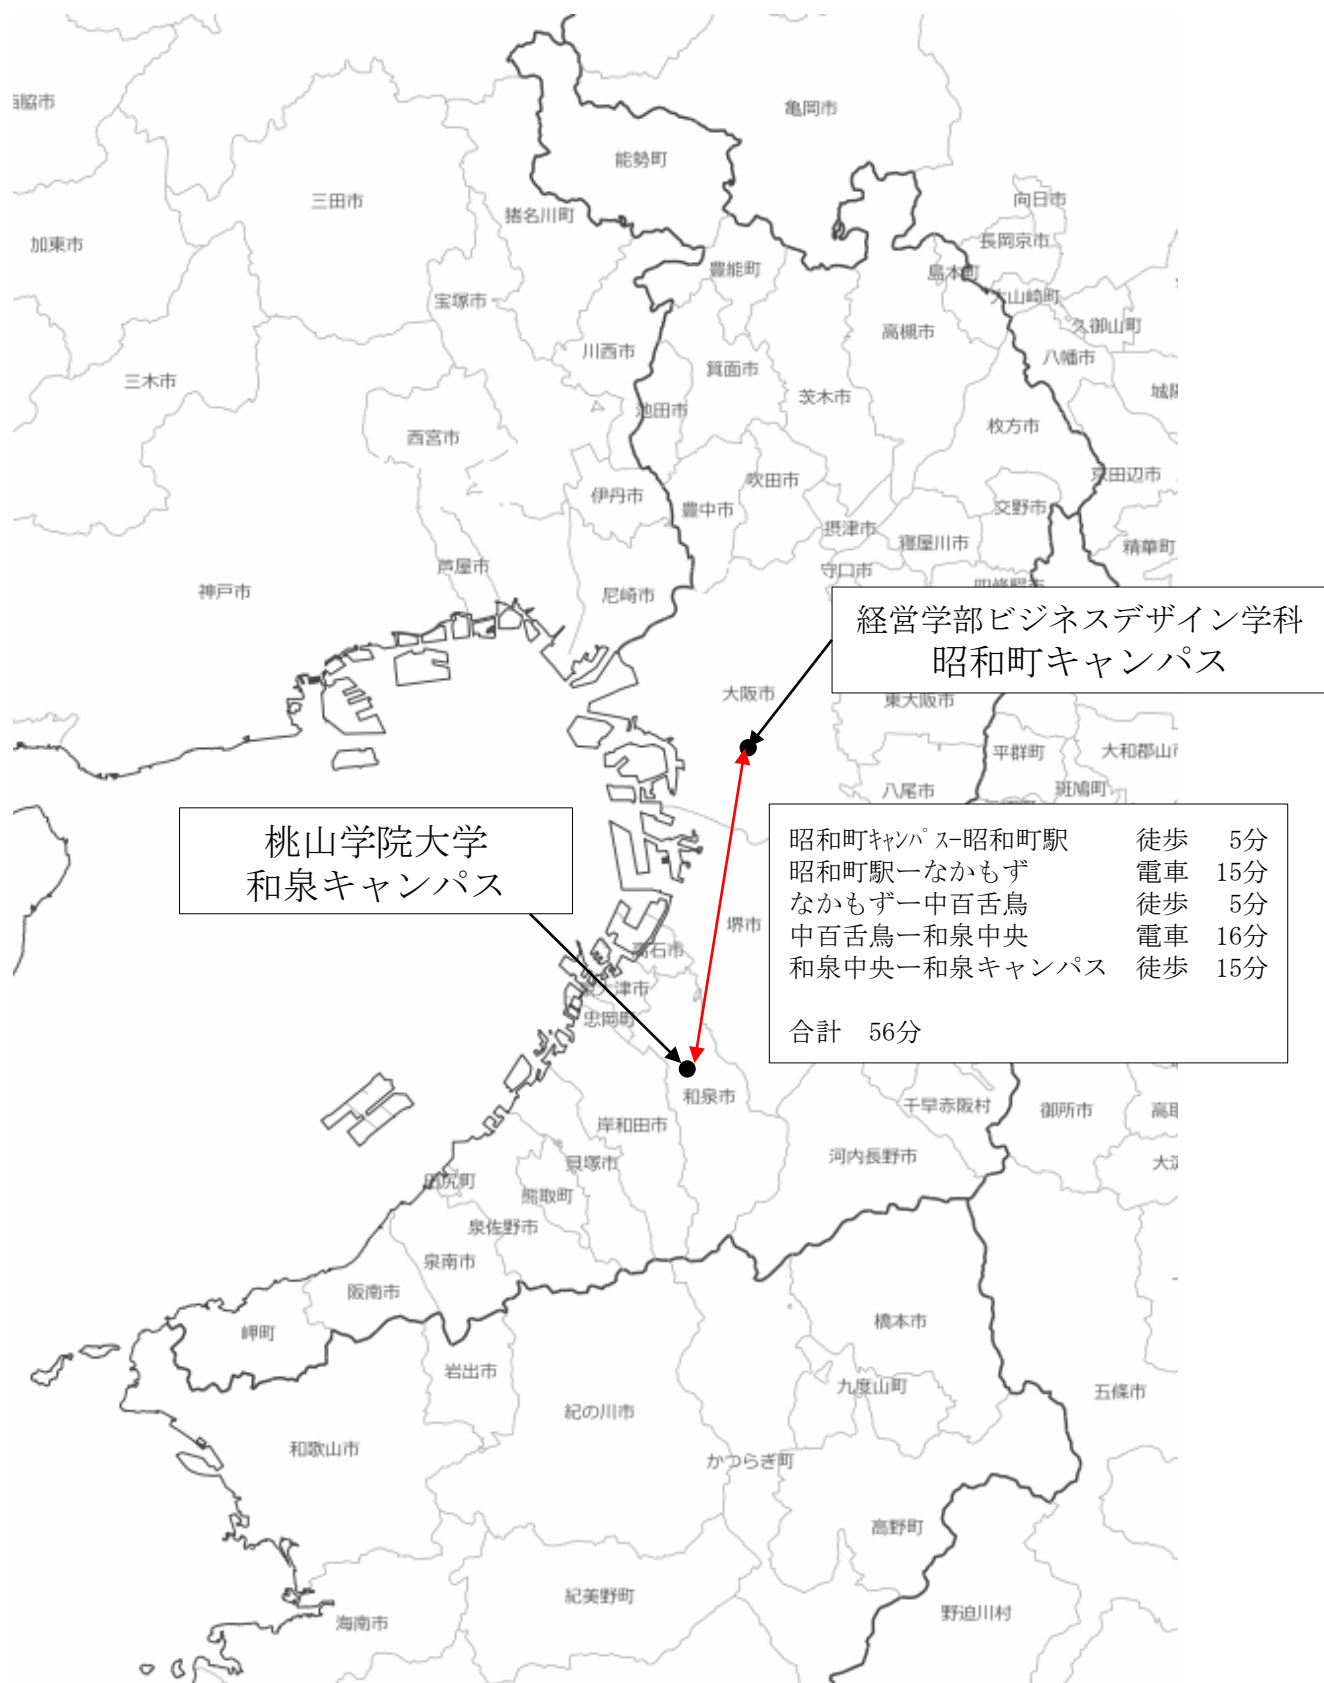 亀岡市
能勢町
三田市
猪名川町
向日市
加東市
長岡京市
豊能町
島本町
大山崎町
宝塚市
久御山町
高槻市
川西市
八幡市
箕面市
三木市
茨木市
池田市
枚方市
西宮市
京田辺市
吹田市
伊丹市
交野市
豊中市
摂津市
寝屋川市
精華町
芦屋市
守口市
神戸市
尼崎市
経営学部ビジネスデザイン学科
昭和町キャンパス
大阪市
東大阪市
平群町
大和郡山市
八尾市
斑鳩町
桃山学院大学
和泉キャンパス
昭和町ｷｬﾝﾊﾟｽ-昭和町駅 徒歩 5分
昭和町駅ーなかもず 電車 15分
なかもずー中百舌鳥 徒歩 5分
中百舌鳥ー和泉中央 電車 16分
和泉中央ー和泉キャンパス 徒歩 15分
合計 56分
堺市
高石市
大津市
忠岡町
和泉市
千早赤阪村
御所市
岸和田市
河内長野市
貝塚市
田尻町
熊取町
泉佐野市
泉南市
阪南市
岬町
橋本市
岩出市
九度山町
五條市
紀の川市
和歌山市
かつらぎ町
高野町
紀美野町
野迫川村
海南市